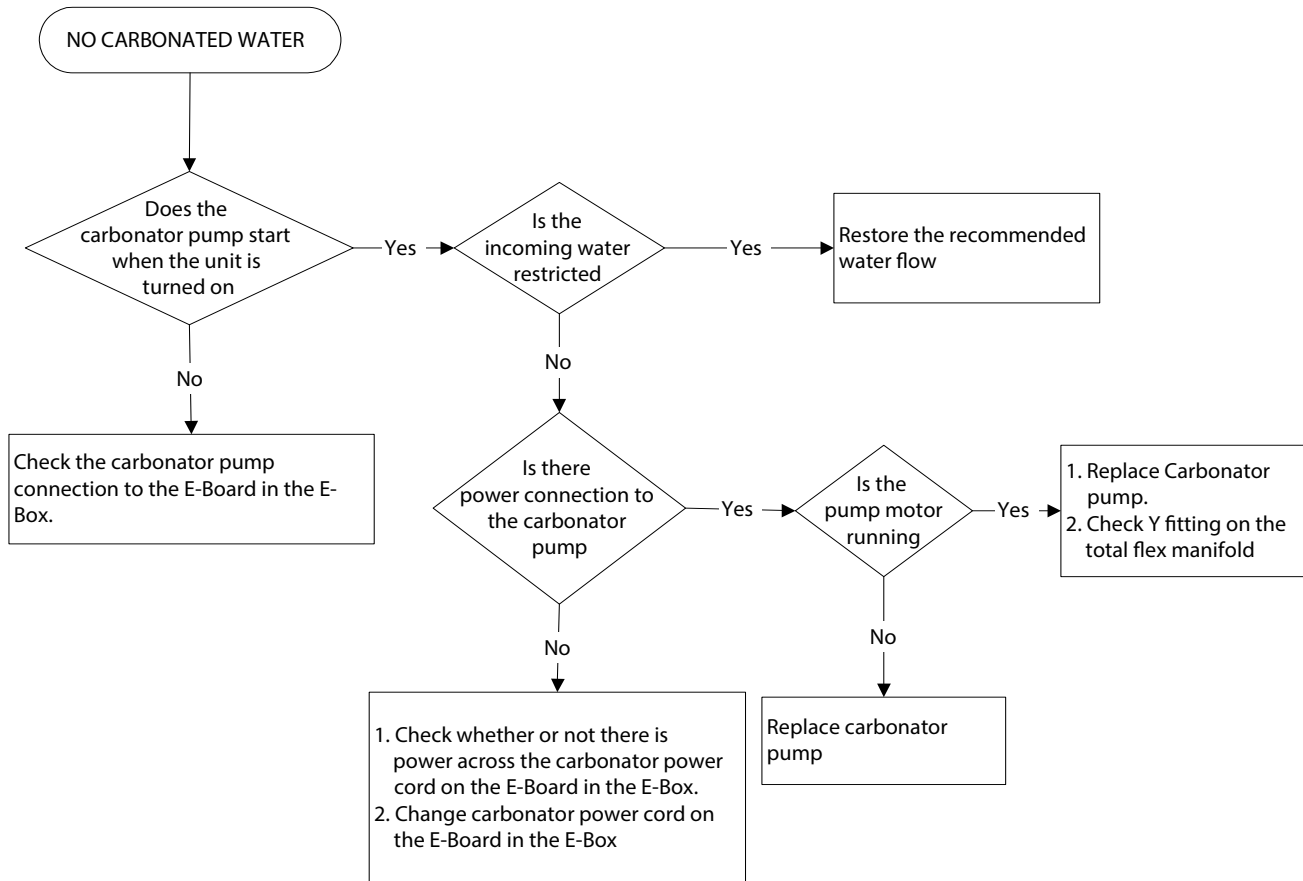 NO CARBONATED WATER
Does the
carbonator pump start
when the unit is
turned on
Yes
Is the
incoming water
restricted
Yes
Restore the recommended
water flow
No
No
Check the carbonator pump
connection to the E-Board in the E-
Box.
Is there
power connection to
the carbonator
pump
Yes
Is the
pump motor
running
Yes
1. Replace Carbonator
pump.
2. Check Y fitting on the
total flex manifold
No
No
1. Check whether or not there is
power across the carbonator power
cord on the E-Board in the E-Box.
2. Change carbonator power cord on
the E-Board in the E-Box
Replace carbonator
pump